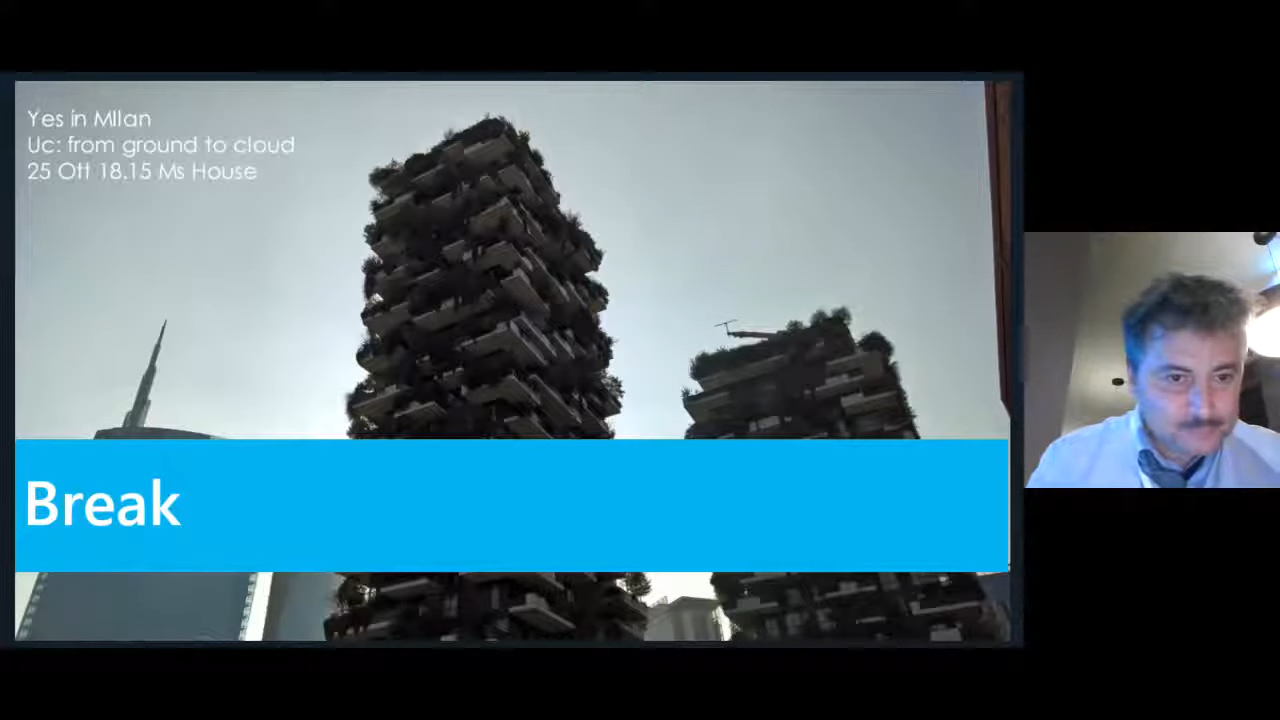 Yes in MIlan
Uc: from ground to cloud
25 Ott 18.15 Ms House
Break